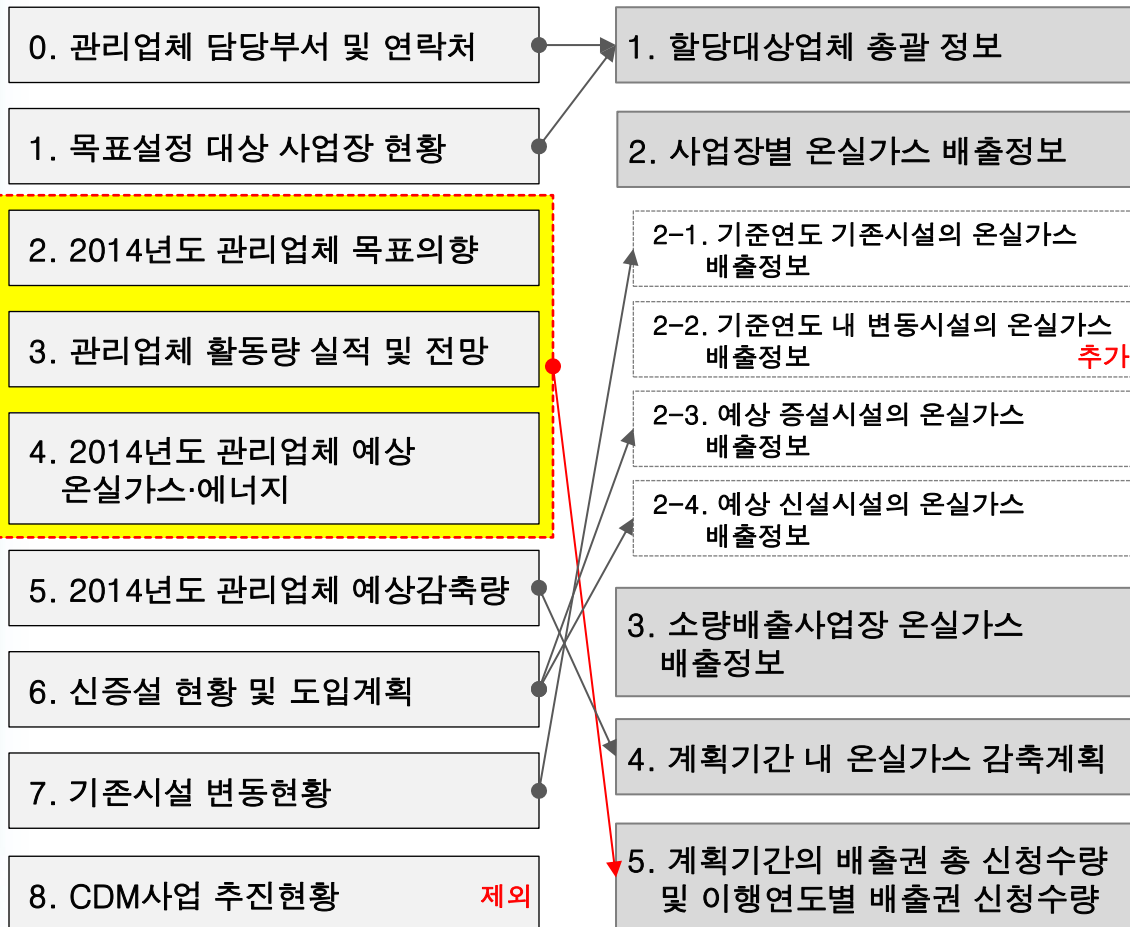 0. 관리업체 담당부서 및 연락처
1. 목표설정 대상 사업장 현황
2. 2014년도 관리업체 목표의향
3. 관리업체 활동량 실적 및 전망
4. 2014년도 관리업체 예상
온실가스·에너지
5. 2014년도 관리업체 예상감축량
6. 신증설 현황 및 도입계획
7. 기존시설 변동현황
8. CDM사업 추진현황 제외
1. 할당대상업체 총괄 정보
2. 사업장별 온실가스 배출정보
2-1. 기준연도 기존시설의 온실가스
배출정보
2-2. 기준연도 내 변동시설의 온실가스
배출정보 추가
2-3. 예상 증설시설의 온실가스
배출정보
2-4. 예상 신설시설의 온실가스
배출정보
3. 소량배출사업장 온실가스
배출정보
4. 계획기간 내 온실가스 감축계획
5. 계획기간의 배출권 총 신청수량
및 이행연도별 배출권 신청수량